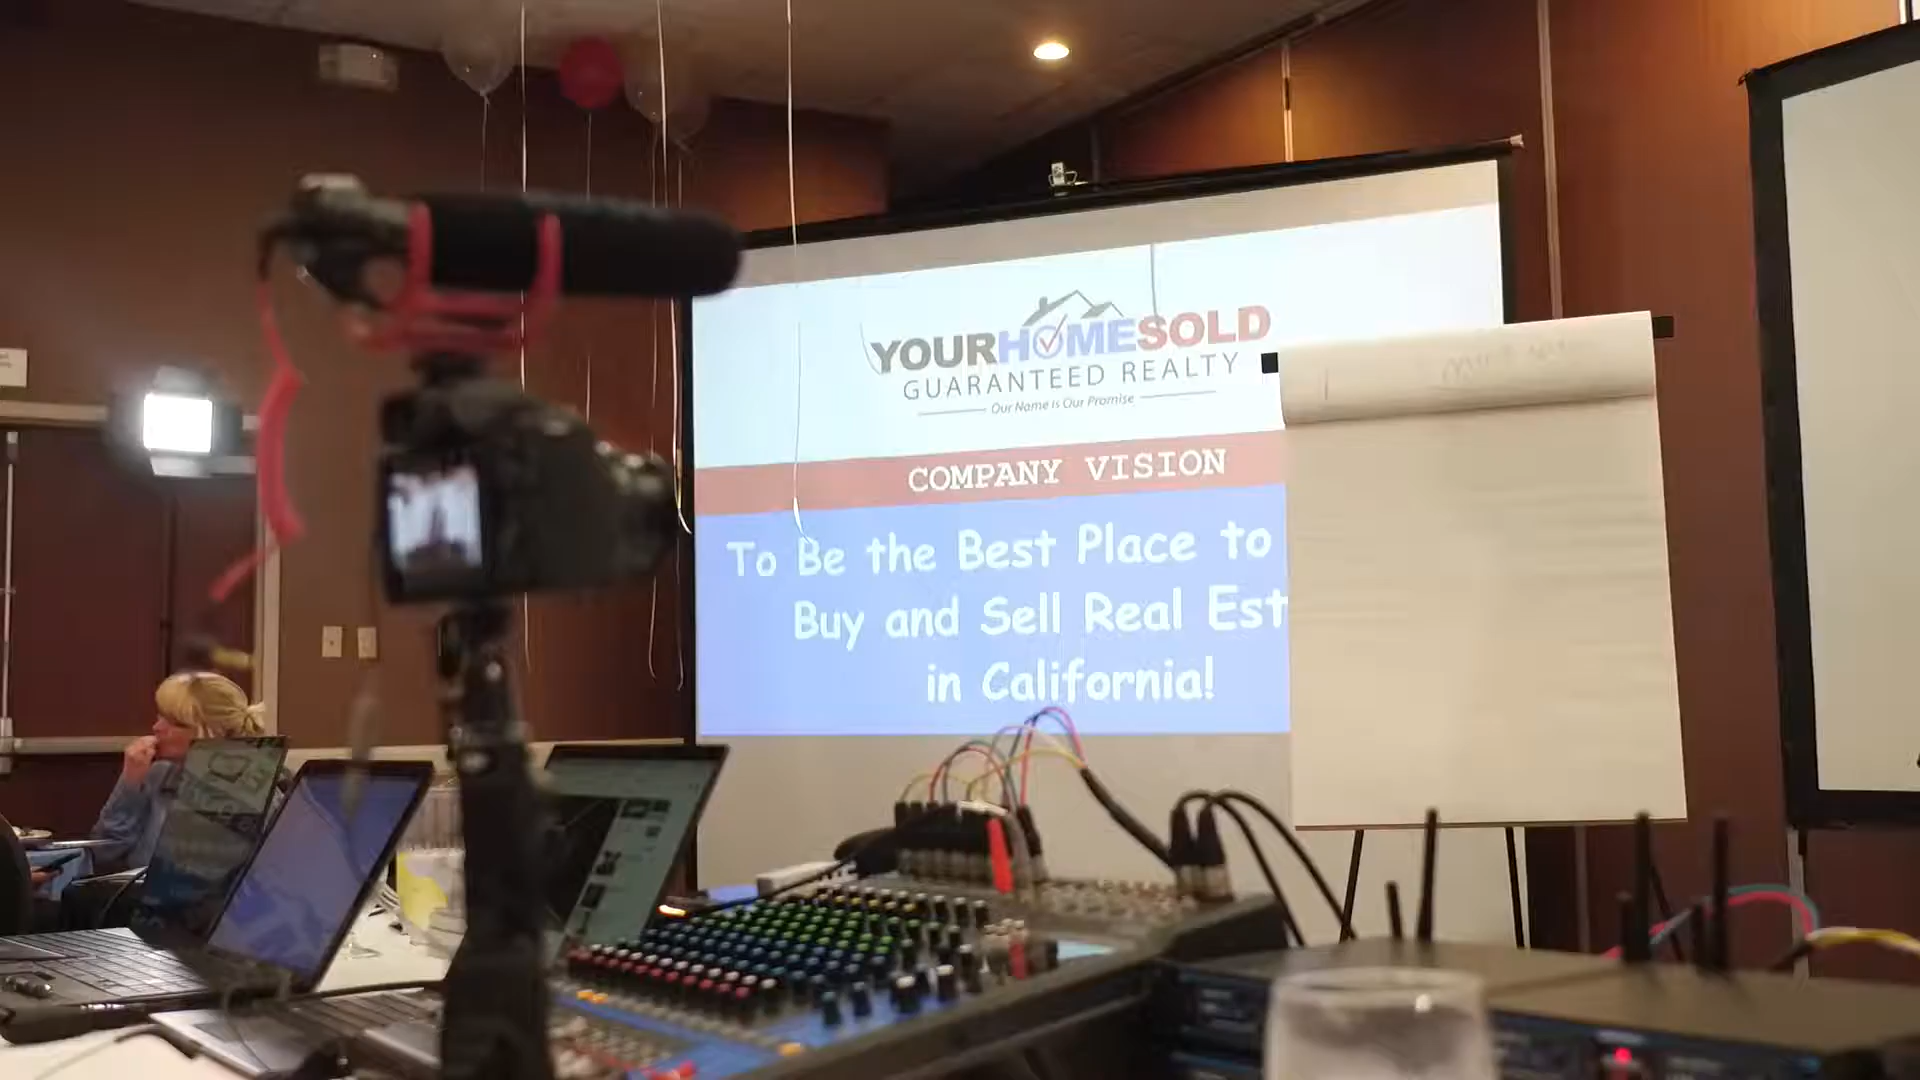 YOURHOMESOLD
GUARANTEED REALTY
Our Name is Our Promise
COMPANY VISION
To Be the Best Place to
Buy and Sell Real Est
in California!